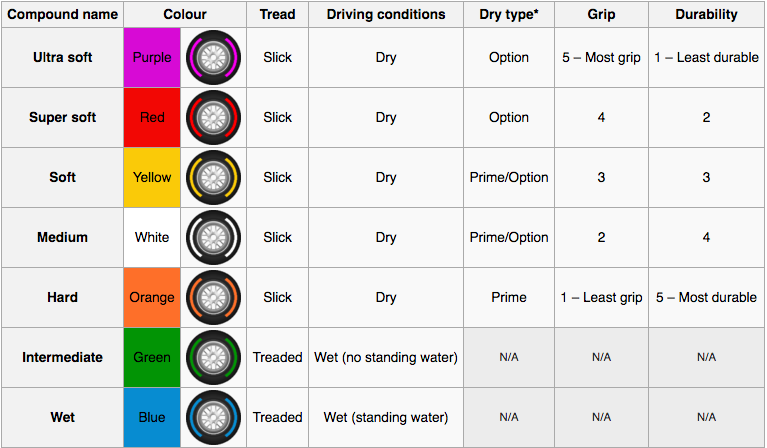 Compound name Colour Tread Driving conditions Dry type* Grip Durability
Ultra soft Purple Slick Dry Option 5 – Most grip 1 – Least durable
Super soft Red Slick Dry Option 4 2
Soft Yellow Slick Dry Prime/Option 3 3
Medium White Slick Dry Prime/Option 2 4
Hard Orange Slick Dry Prime 1 – Least grip 5 – Most durable
Intermediate Green Treaded Wet (no standing water) N/A N/A N/A
Wet Blue Treaded Wet (standing water) N/A N/A N/A